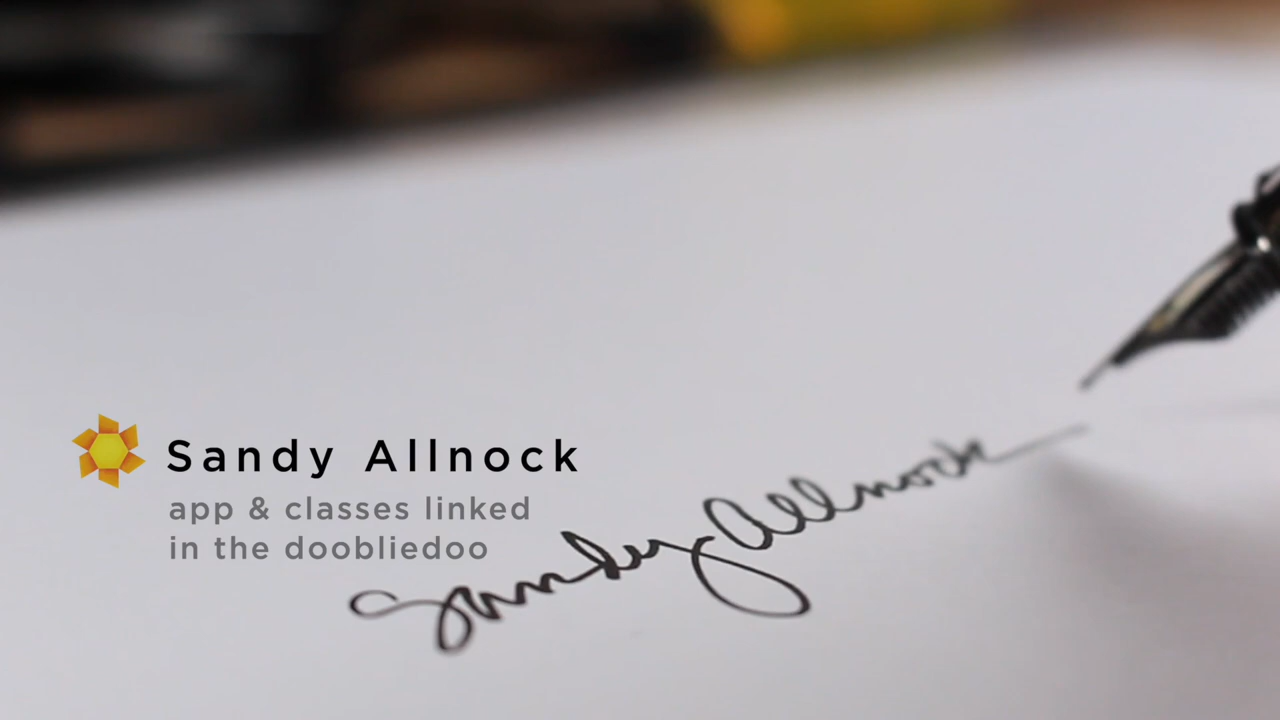 Sandy Allnock
app & classes linked
in the doobliedoo
Sandy Allnock